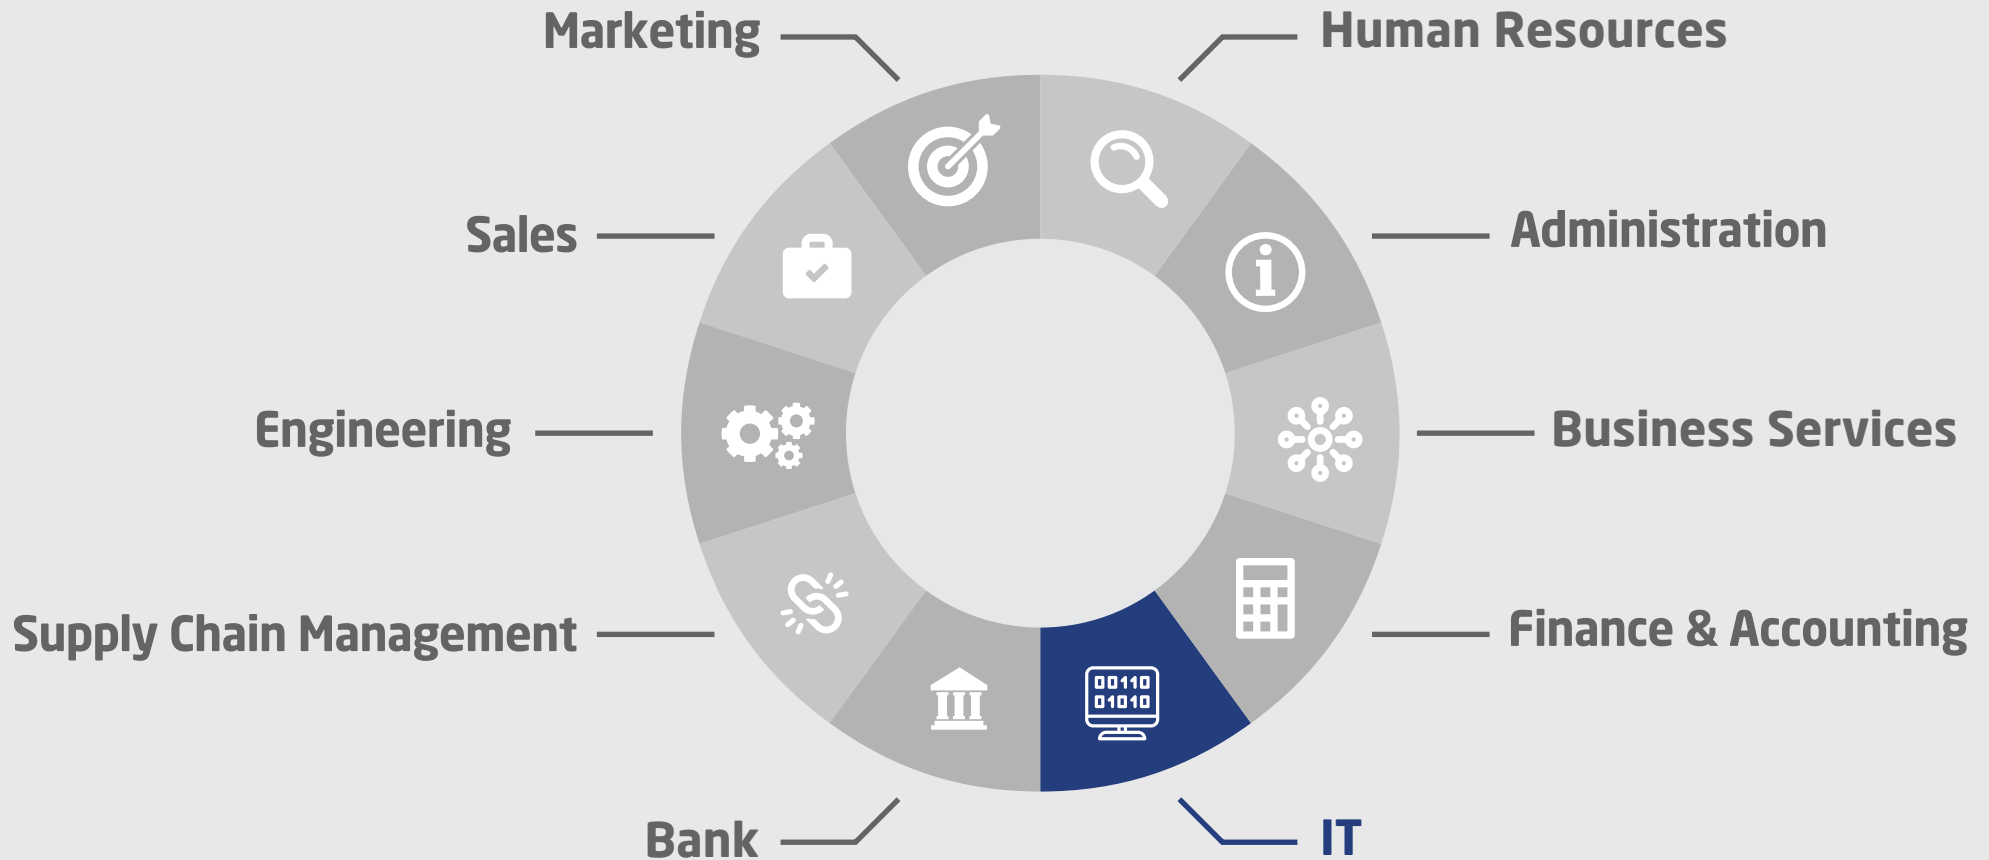 Marketing
Human Resources
Sales
Administration
Engineering
Business Services
Supply Chain Management
Finance & Accounting
00110
01010
Bank
IT